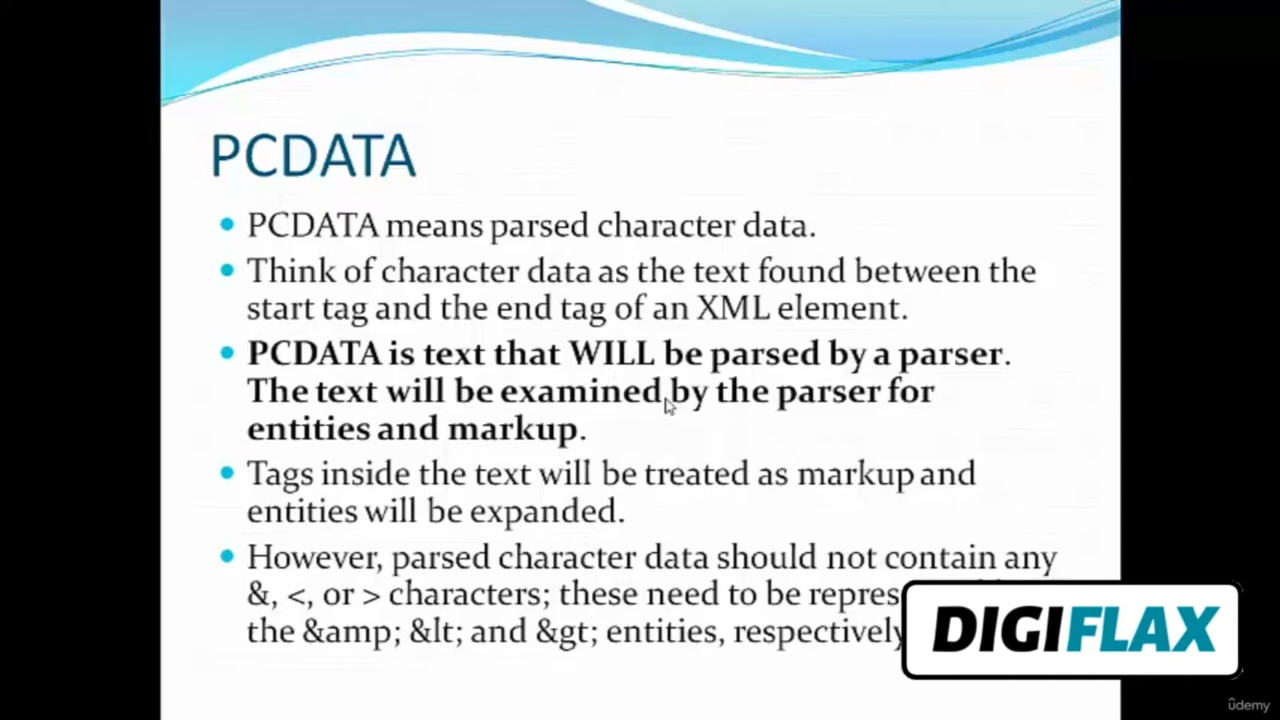 PCDATA
• PCDATA means parsed character data.
• Think of character data as the text found between the
start tag and the end tag of an XML element.
• PCDATA is text that WILL be parsed by a parser.
The text will be examined by the parser for
entities and markup.
• Tags inside the text will be treated as markup and
entities will be expanded.
• However, parsed character data should not contain any
&, <, or > characters; these need to be
the &amp; &lt; and &gt; entities, respectively
DIGIFLAX
ûdemy